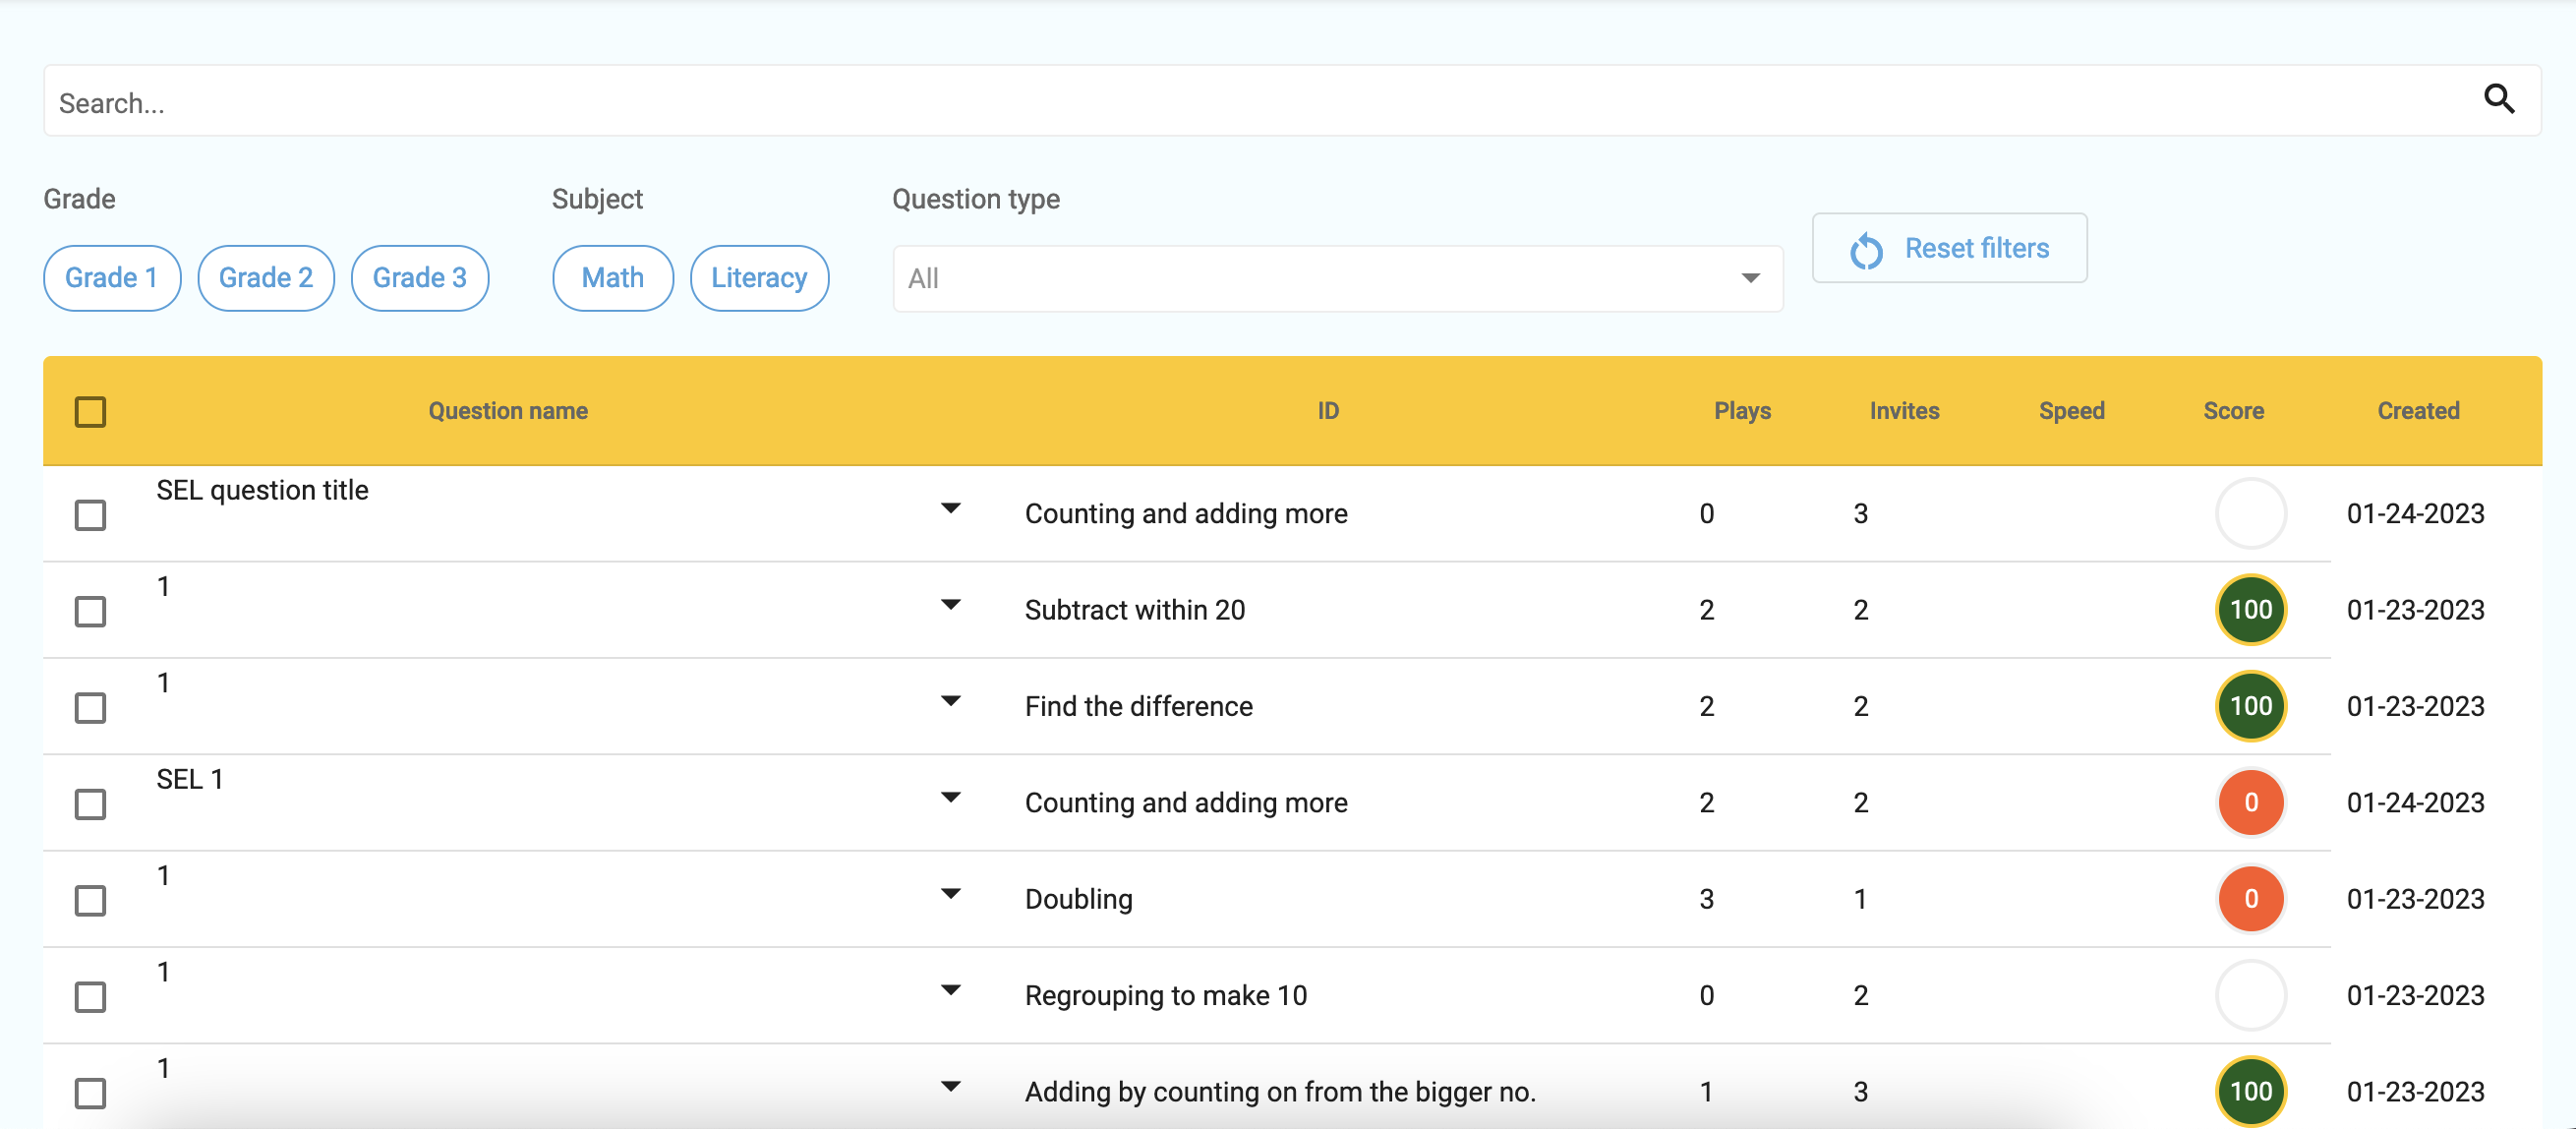 Search...
Grade
Subject
Question type
Grade 1 Grade 2 Grade 3
Math Literacy
All
Reset filters
Question name ID Plays Invites Speed Score Created
SEL question title Counting and adding more 0 3 01-24-2023
1 Subtract within 20 2 2 100 01-23-2023
1 Find the difference 2 2 100 01-23-2023
SEL 1 Counting and adding more 2 2 0 01-24-2023
1 Doubling 3 1 0 01-23-2023
1 Regrouping to make 10 0 2 01-23-2023
1 Adding by counting on from the bigger no. 1 3 100 01-23-2023